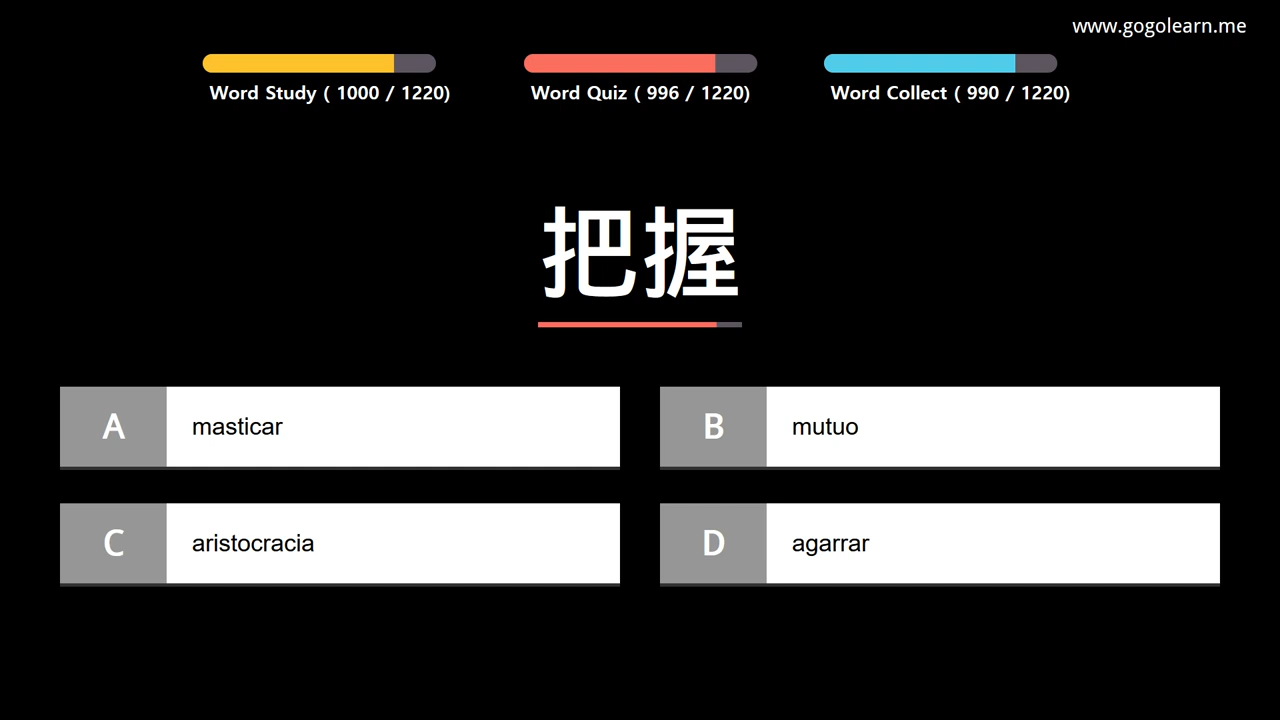 www.gogolearn.me
Word Study ( 1000 / 1220)
Word Quiz ( 996 / 1220)
Word Collect ( 990 / 1220)
把握
A masticar
B mutuo
C aristocracia
D agarrar